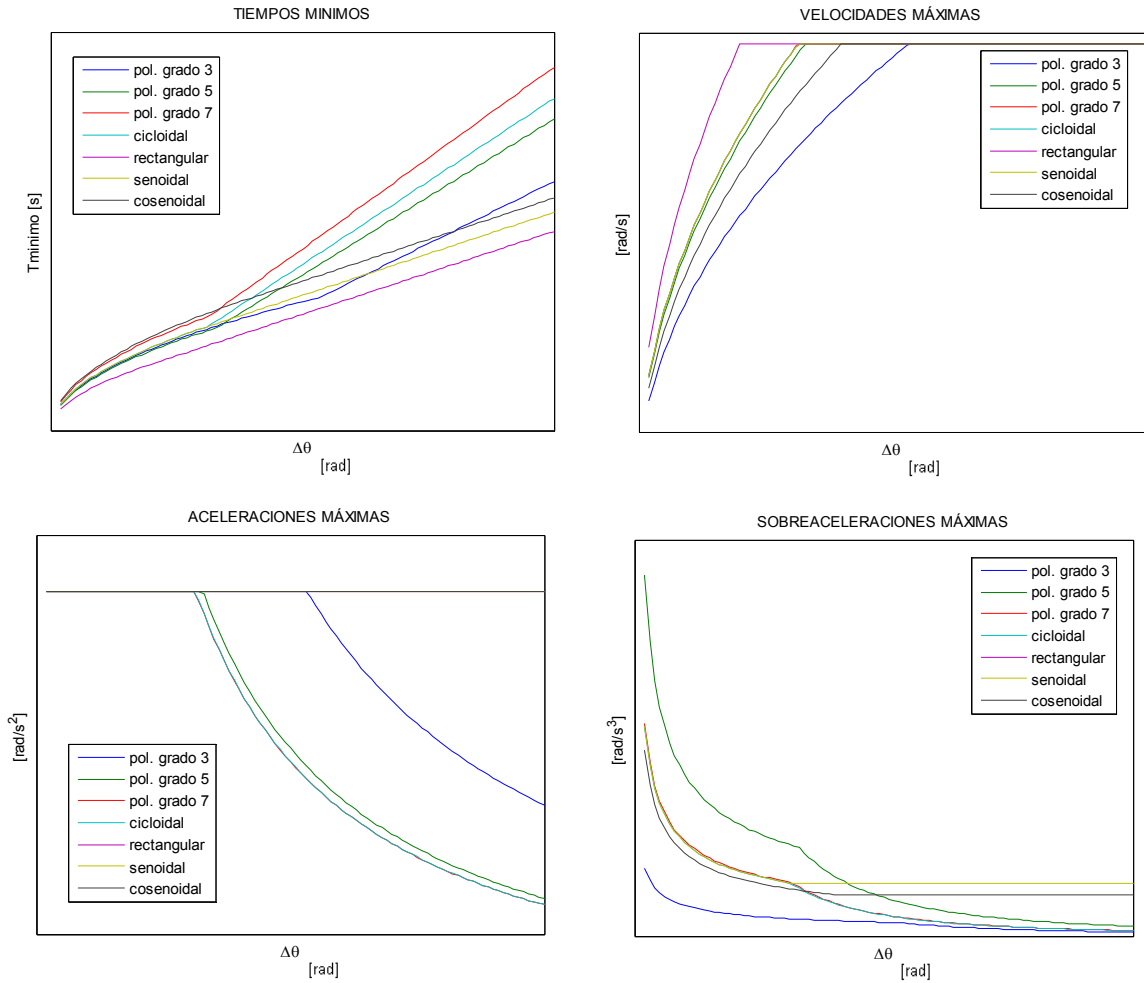 TIEMPOS MINIMOS
pol. grado 3
pol. grado 5
pol. grado 7
cicloidal
rectangular
senoidal
cosenoidal
Tminimo [s]
Δθ
[rad]
VELOCIDADES MÁXIMAS
pol. grado 3
pol. grado 5
pol. grado 7
cicloidal
rectangular
senoidal
cosenoidal
[rad/s]
Δθ
[rad]
ACELERACIONES MÁXIMAS
pol. grado 3
pol. grado 5
pol. grado 7
cicloidal
rectangular
senoidal
cosenoidal
[rad/s²]
Δθ
[rad]
SOBREACELERACIONES MÁXIMAS
pol. grado 3
pol. grado 5
pol. grado 7
cicloidal
rectangular
senoidal
cosenoidal
[rad/s³]
Δθ
[rad]